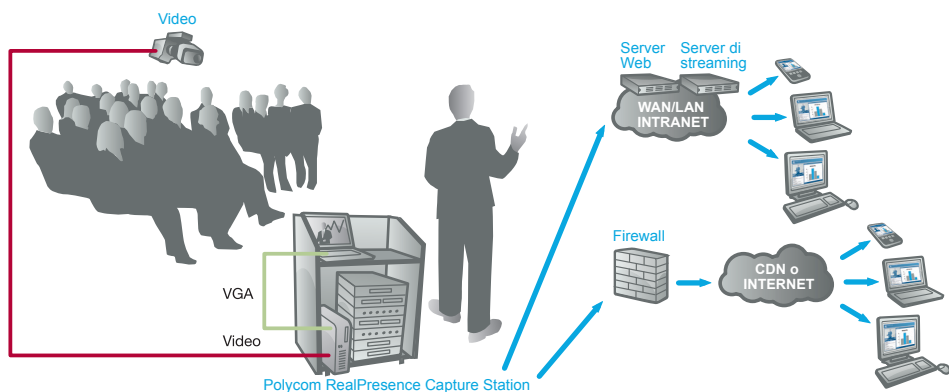 Video
Server
Web
Server di
streaming
WAN/LAN
INTRANET
Firewall
CDN o
INTERNET
VGA
Video
Polycom RealPresence Capture Station